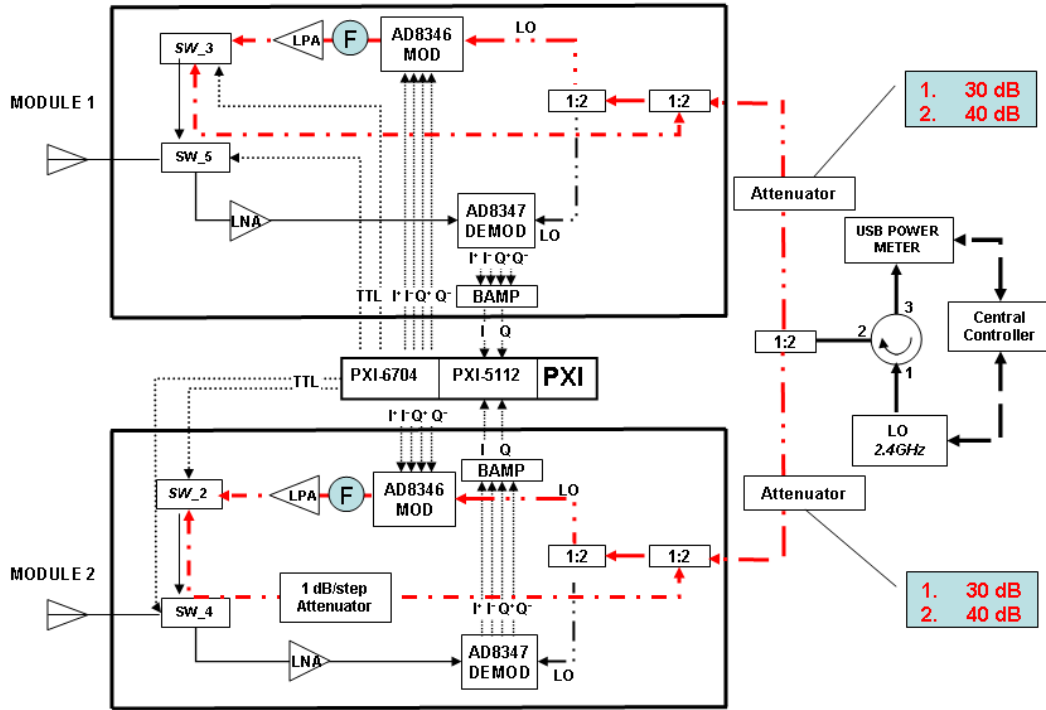 MODULE 1
SW_3
LPA
F
AD8346
MOD
LO
1:2
1:2
1. 30 dB
2. 40 dB
SW_5
LNA
AD8347
DEMOD
LO
Attenuator
USB POWER
METER
TTL
I+ I- Q+ Q-
I+ I- Q+ Q-
BAMP
I Q
3
2
1
1:2
Central
Controller
PXI-6704
PXI-5112
PXI
TTL
I+ I- Q+ Q-
I Q
LO
2.4GHz
MODULE 2
SW_2
LPA
F
AD8346
MOD
BAMP
LO
1:2
1:2
Attenuator
1 dB/step
Attenuator
SW_4
I+ I- Q+ Q-
LNA
AD8347
DEMOD
LO
1. 30 dB
2. 40 dB